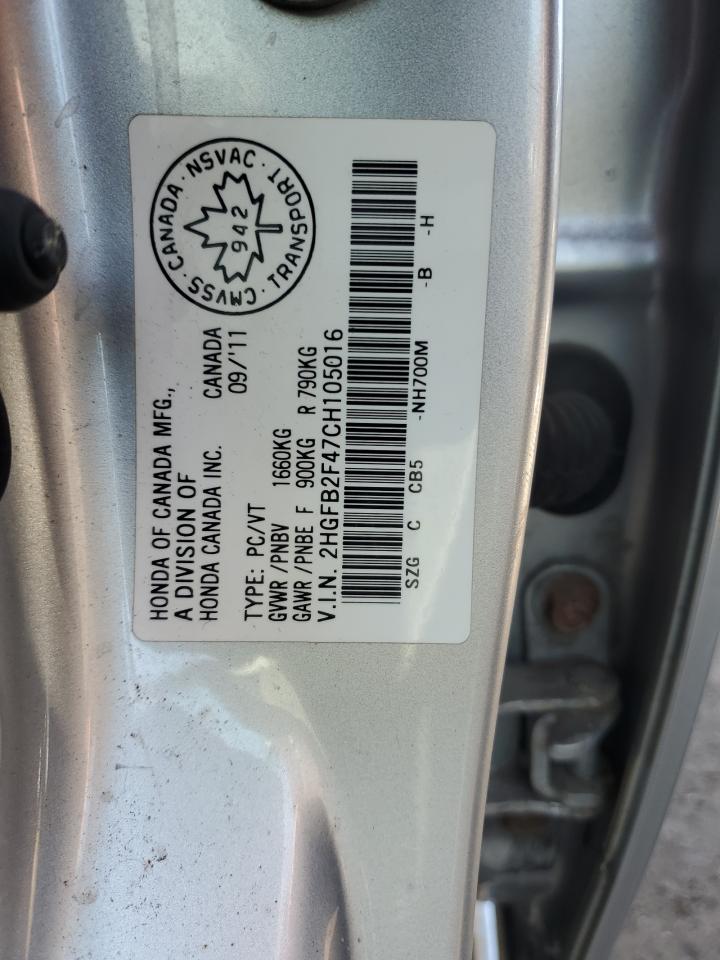 HONDA OF CANADA MFG.,
A DIVISION OF
HONDA CANADA INC.
CANADA
09/'11
TYPE: PC/VT
GVWR /PNBV 1660KG
GAWR /PNBE F 900KG R 790KG
V.I.N. 2HGFB2F47CH105016
SZG C CB5 -NH700M -B -H
CANADA · NSVAC · TRANSPORT · CMVSS ·
942